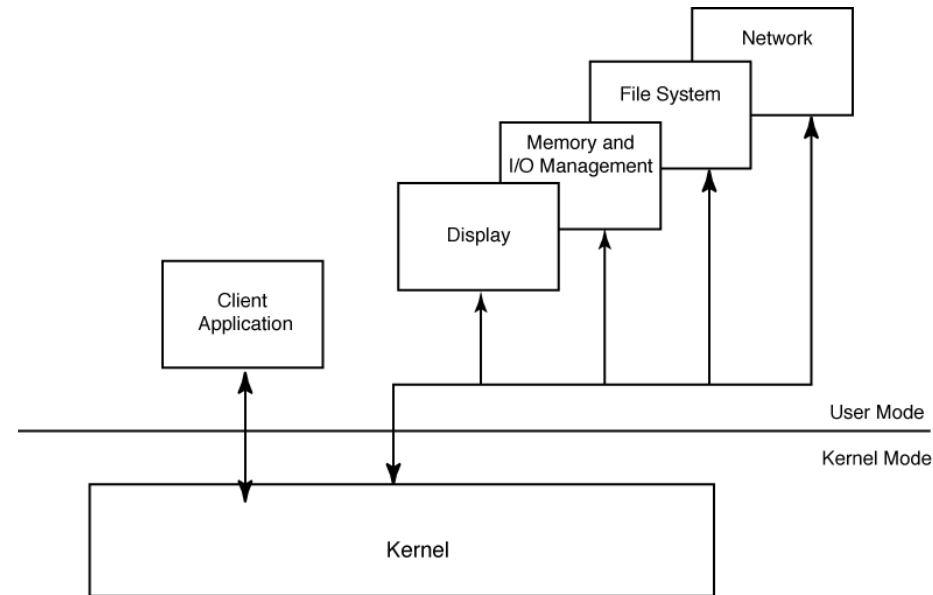 Network
File System
Memory and
I/O Management
Display
Client
Application
User Mode
Kernel Mode
Kernel